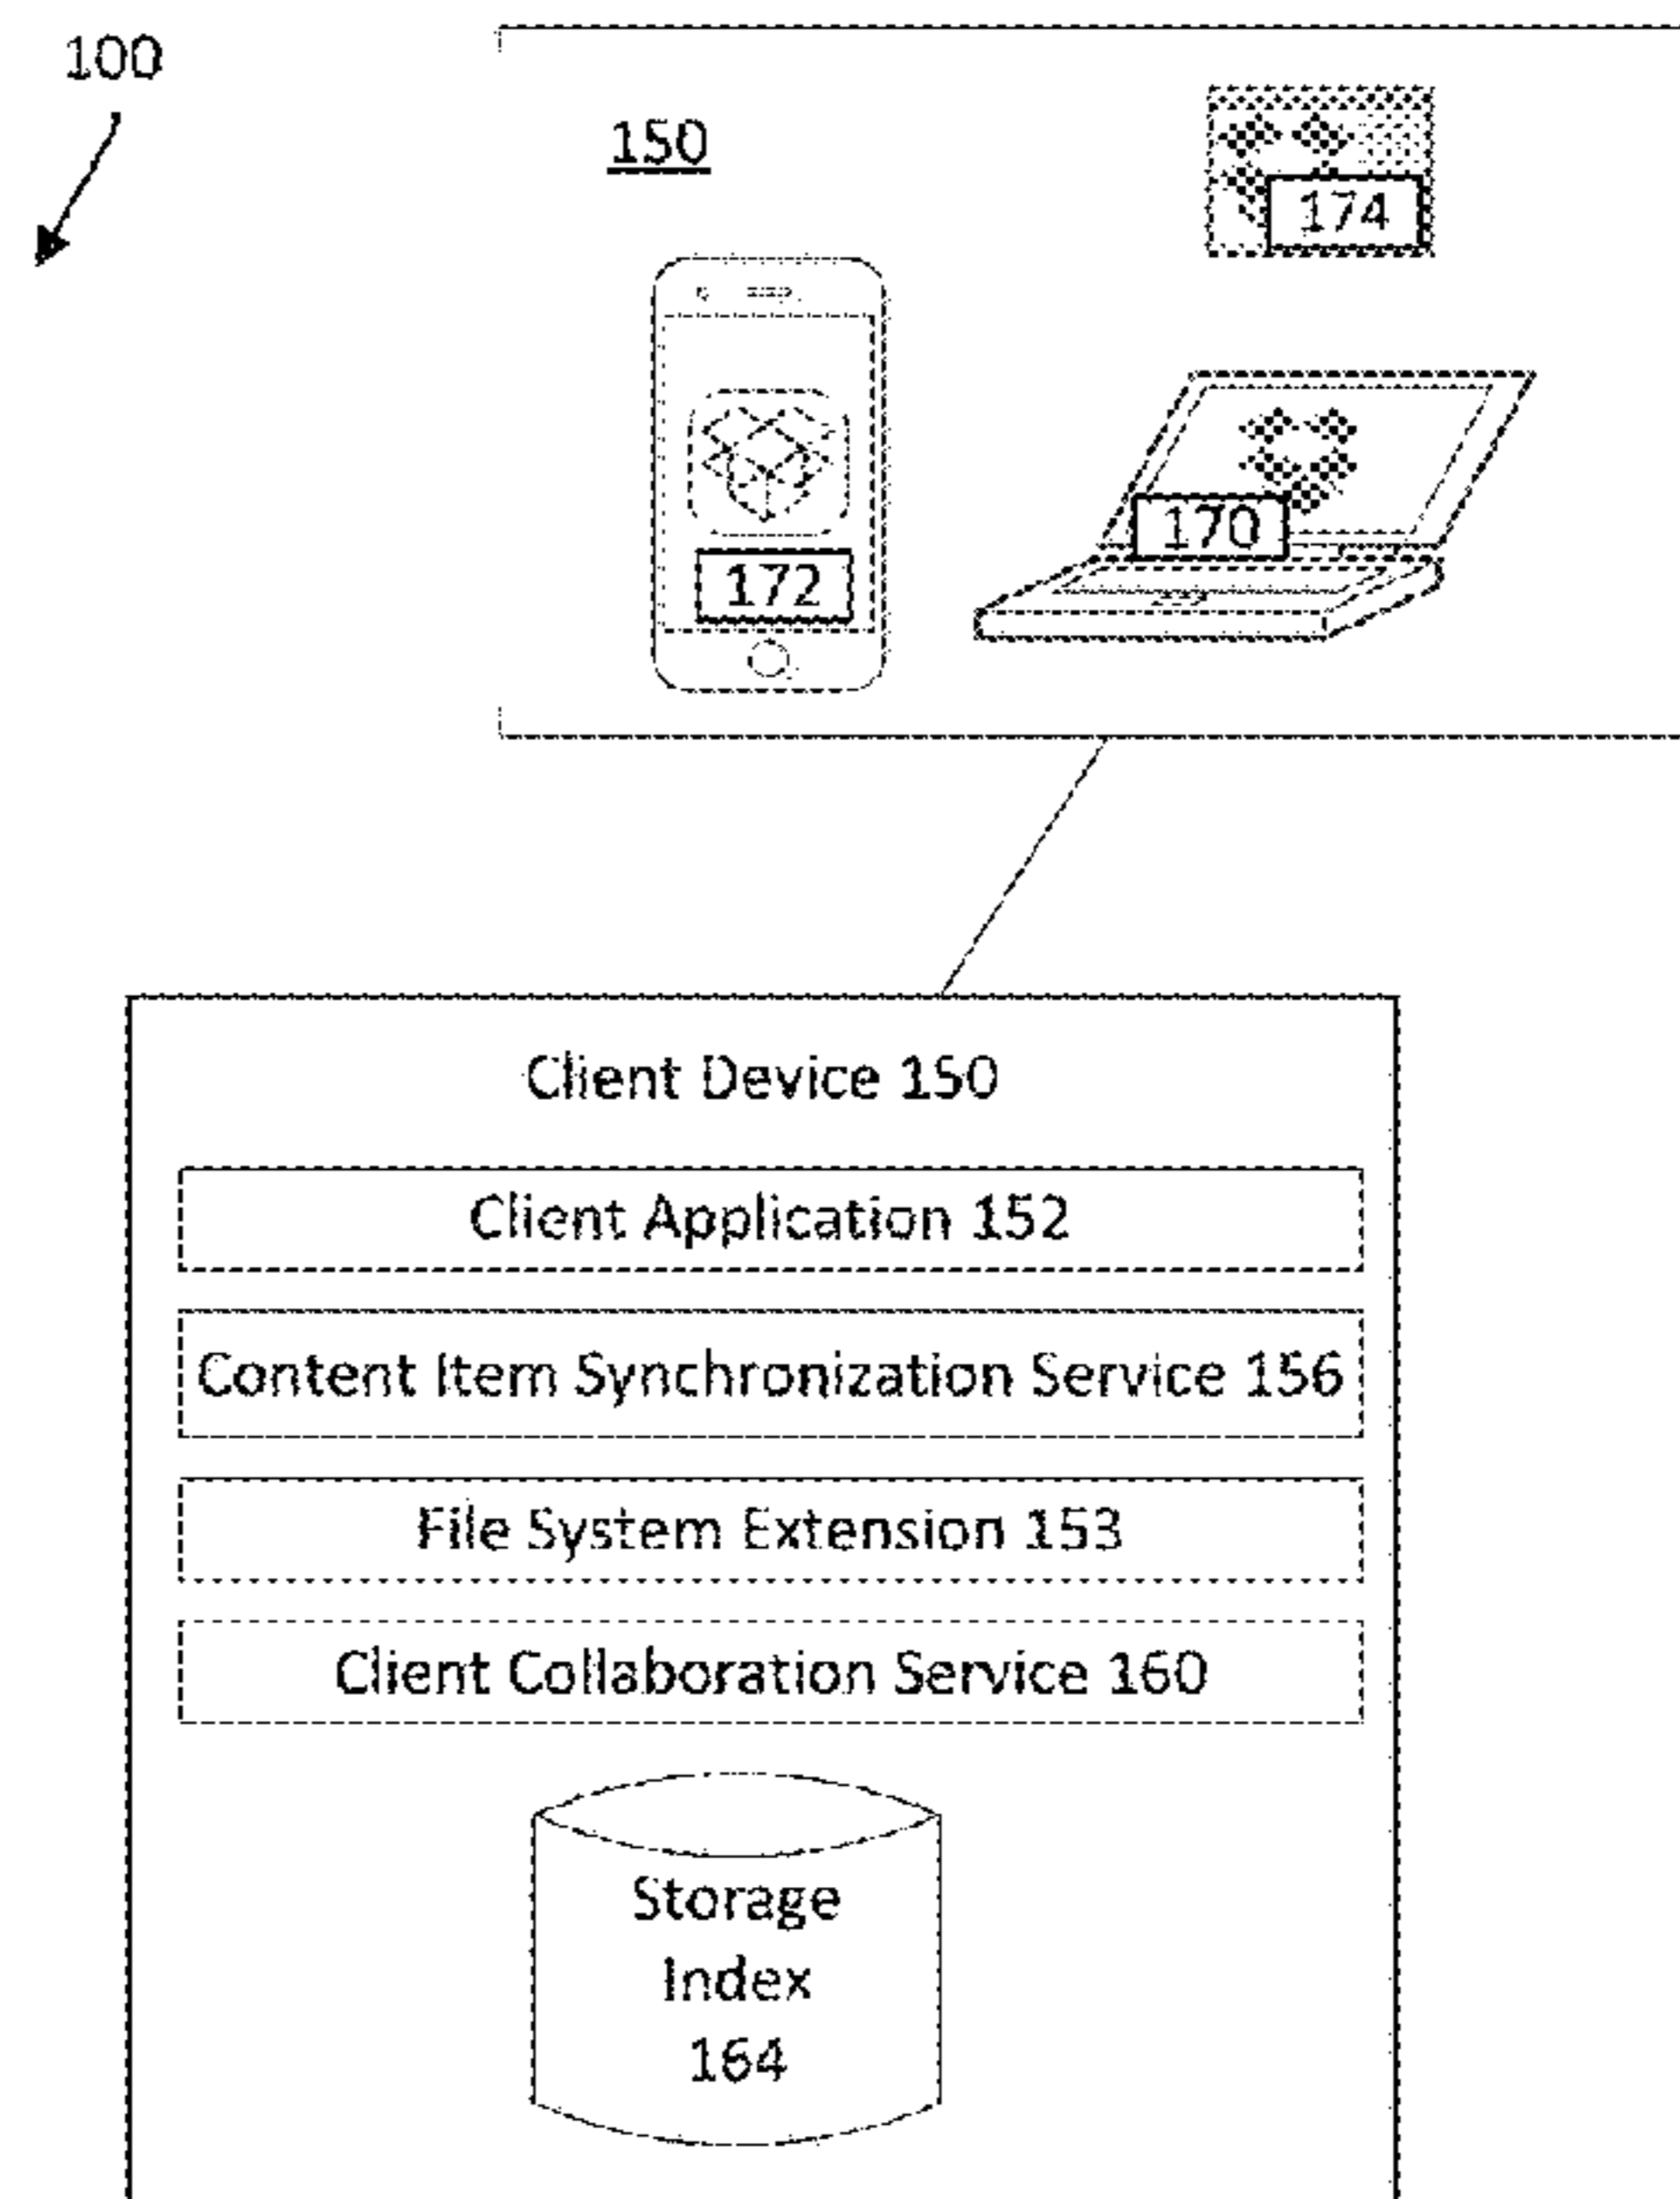 100
150
174
172
170
Client Device 150
Client Application 152
Content Item Synchronization Service 156
File System Extension 153
Client Collaboration Service 160
Storage
Index
164